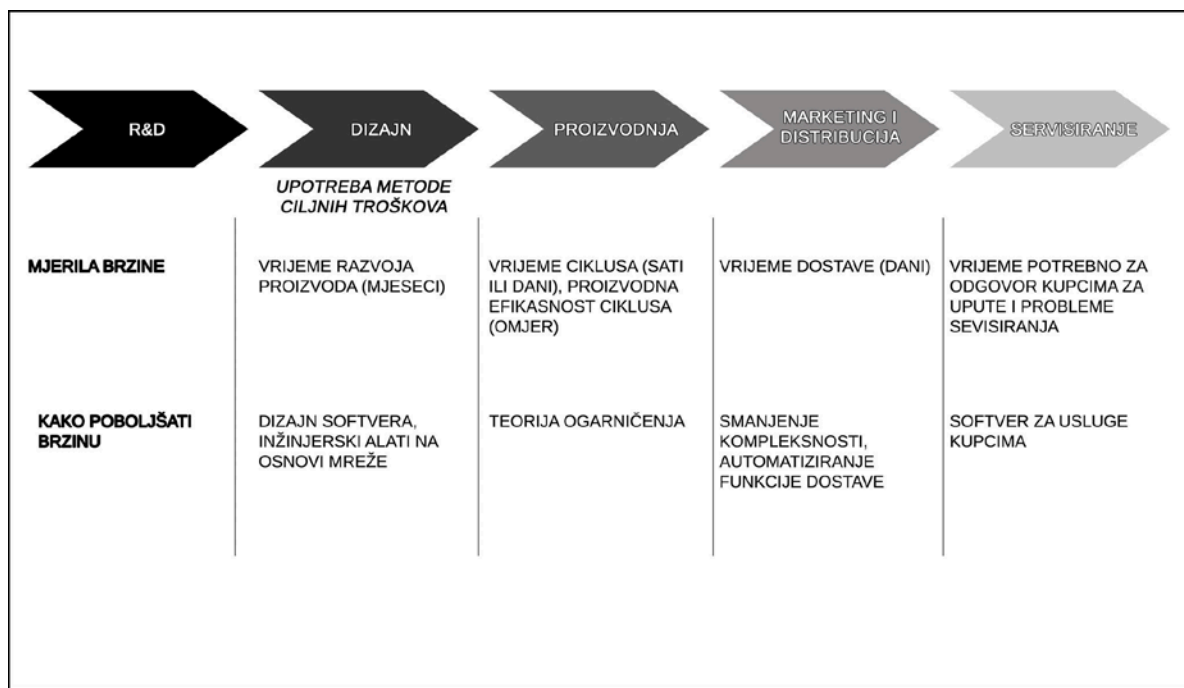 R&D
DIZAJN
PROIZVODNJA
MARKETING I
DISTRIBUCIJA
SERVISIRANJE
UPOTREBA METODE
CILJNIH TROŠKOVA
MJERILA BRZINE
VRIJEME RAZVOJA
PROIZVODA (MJESECI)
VRIJEME CIKLUSA (SATI
ILI DANI), PROIZVODNA
EFIKASNOST CIKLUSA
(OMJER)
VRIJEME DOSTAVE (DANI)
VRIJEME POTREBNO ZA
ODGOVOR KUPCIMA ZA
UPUTE I PROBLEME
SEVISIRANJA
KAKO POBOLJŠATI
BRZINU
DIZAJN SOFTVERA,
INŽINJERSKI ALATI NA
OSNOVI MREŽE
TEORIJA OGARNIČENJA
SMANJENJE
KOMPLEKSNOSTI,
AUTOMATIZIRANJE
FUNKCIJE DOSTAVE
SOFTVER ZA USLUGE
KUPCIMA